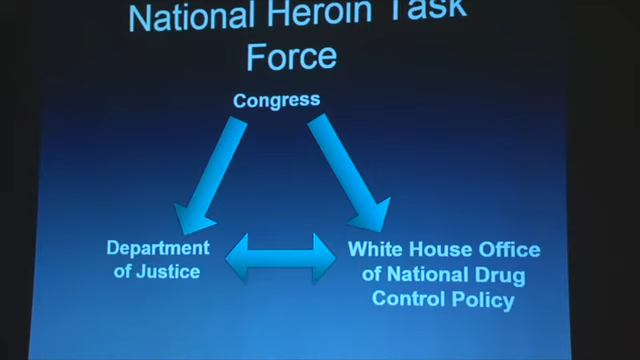 National Heroin Task
Force
Congress
Department
of Justice
White House Office
of National Drug
Control Policy